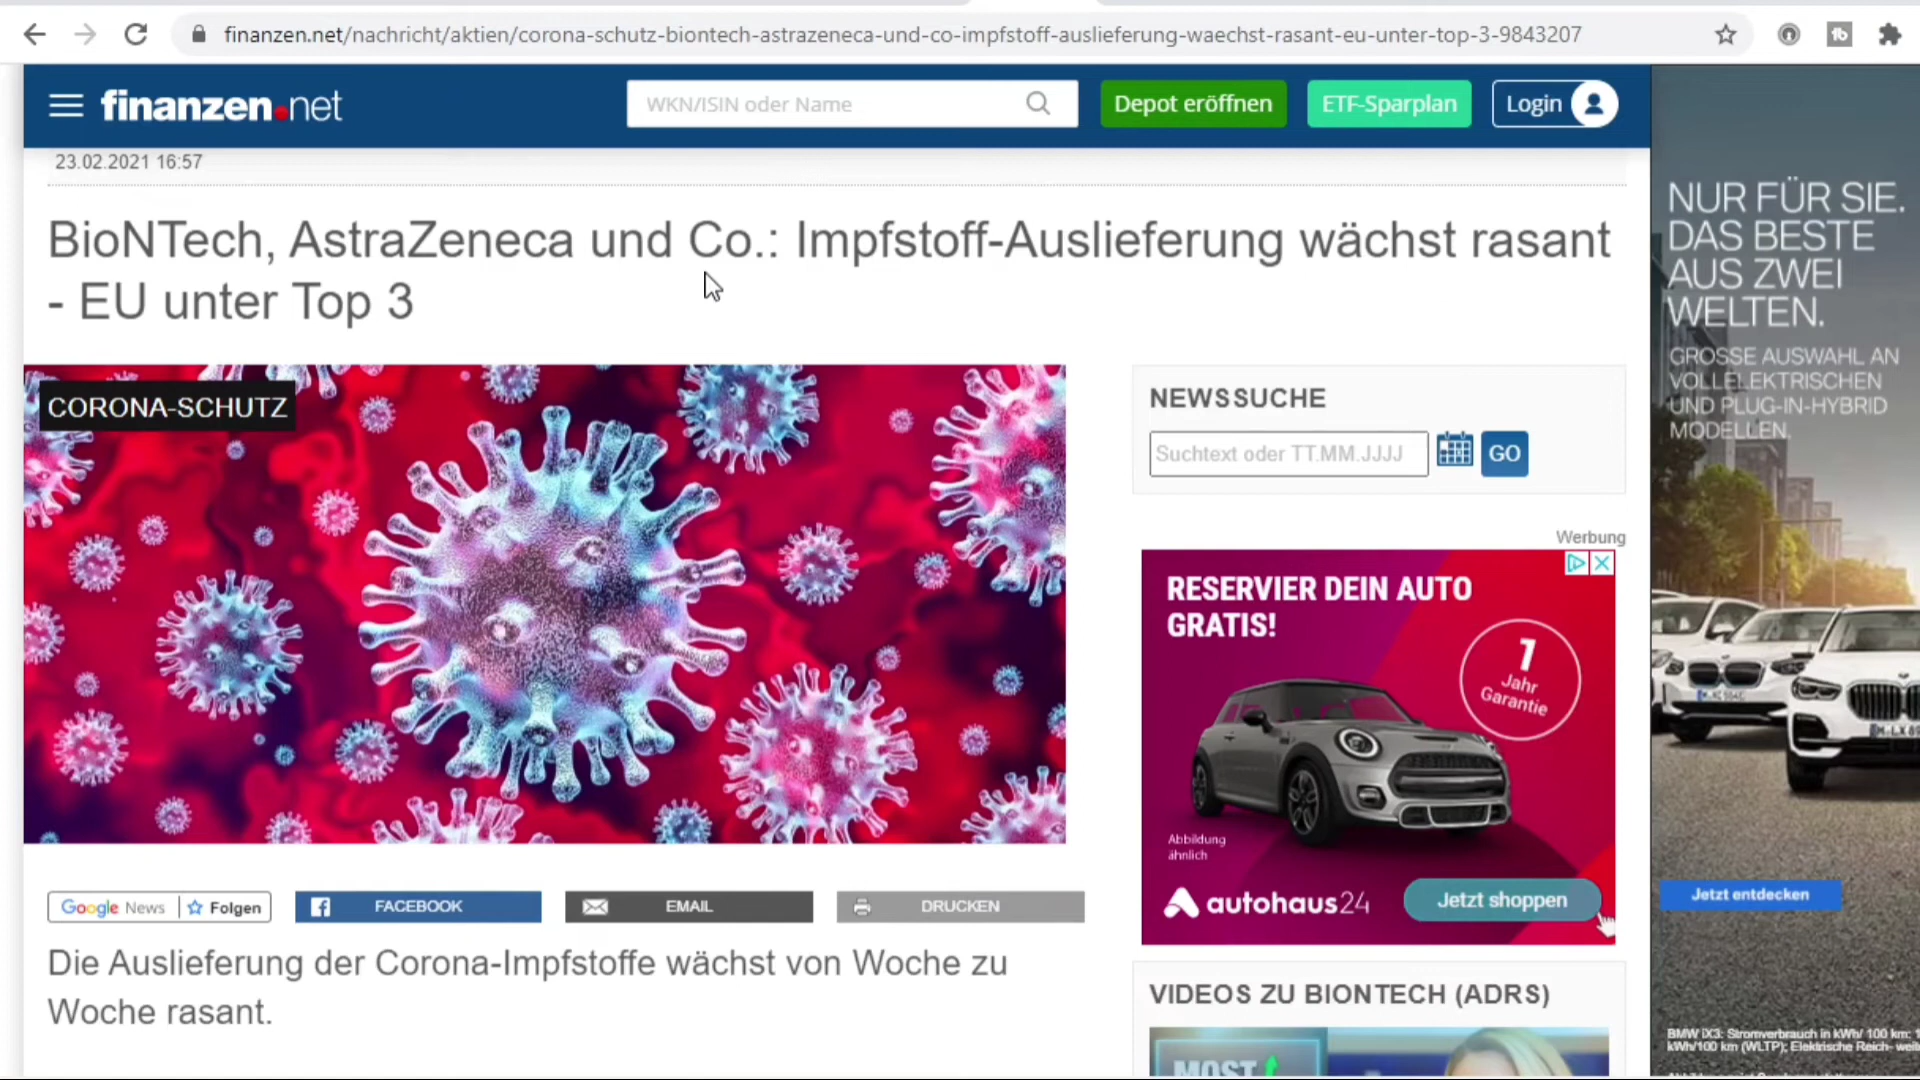 finanzen.net/nachricht/aktien/corona-schutz-biontech-astrazeneca-und-co-impfstoff-auslieferung-waechst-rasant-eu-unter-top-3-9843207
finanzen.net
WKN/ISIN oder Name
Depot eröffnen
ETF-Sparplan
Login
23.02.2021 16:57
BioNTech, AstraZeneca und Co.: Impfstoff-Auslieferung wächst rasant
- EU unter Top 3
CORONA-SCHUTZ
Google News
Folgen
FACEBOOK
EMAIL
DRUCKEN
Die Auslieferung der Corona-Impfstoffe wächst von Woche zu
Woche rasant.
NEWSSUCHE
Suchtext oder TT.MM.JJJJ
GO
Werbung
RESERVIER DEIN AUTO
GRATIS!
1
Jahr
Garantie
Abbildung
ähnlich
autohaus24
Jetzt shoppen
VIDEOS ZU BIONTECH (ADRS)
MOST
NUR FÜR SIE.
DAS BESTE
AUS ZWEI
WELTEN.
GROSSE AUSWAHL AN
VOLLELEKTRISCHEN
UND PLUG-IN-HYBRID
MODELLEN.
Jetzt entdecken
BMW iX3: Stromverbrauch in kWh/ 100 km: 1
kWh/100 km (WLTP); Elektrische Reich- weit